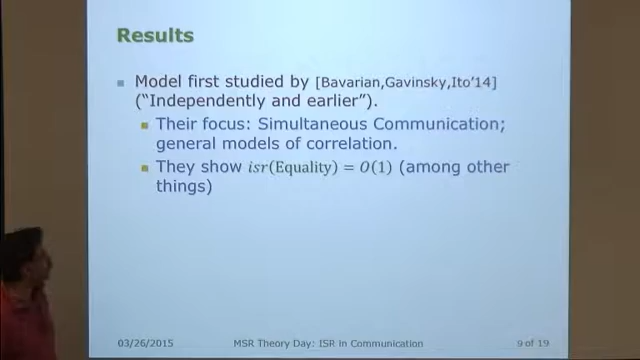 Results
Model first studied by [Bavarian,Gavinsky,Ito'14]
("Independently and earlier").
Their focus: Simultaneous Communication;
general models of correlation.
They show isr(Equality) = O(1) (among other
things)
03/26/2015 MSR Theory Day: ISR in Communication 9 of 19